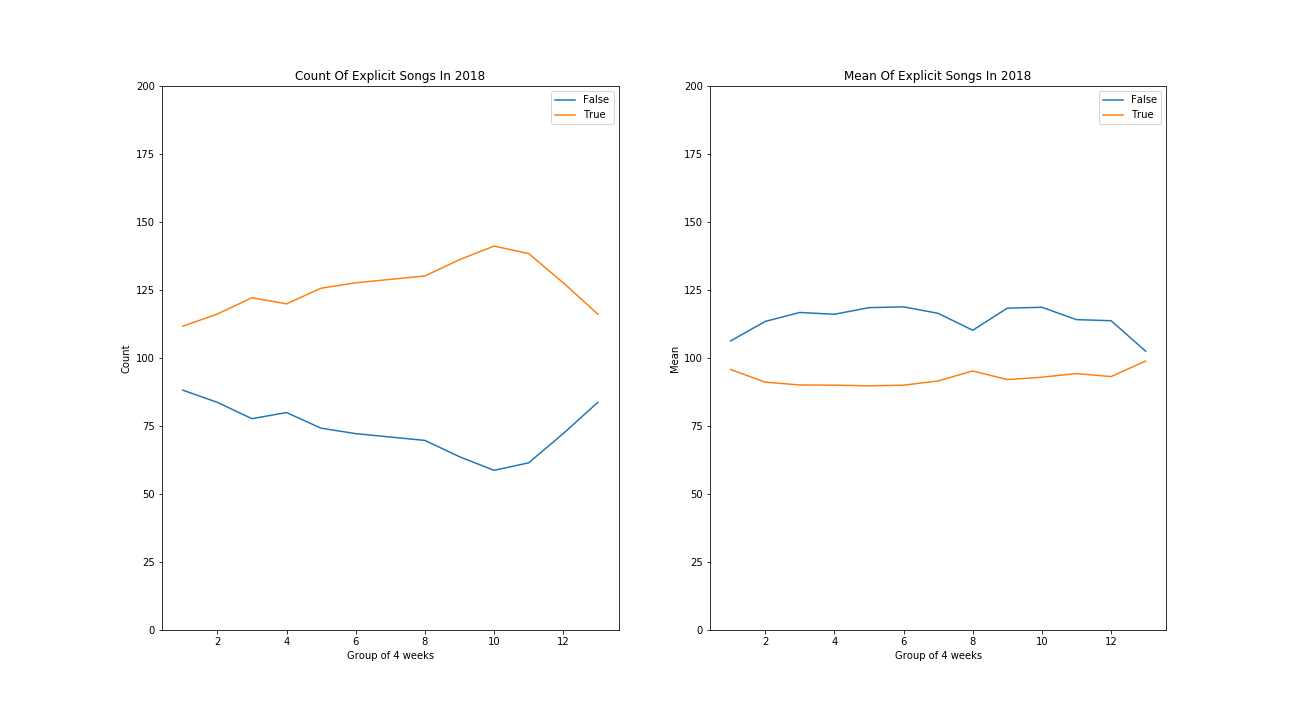 Count Of Explicit Songs In 2018
False
True
200
175
150
125
100
75
50
25
0
Count
2 4 6 8 10 12
Group of 4 weeks
Mean Of Explicit Songs In 2018
False
True
200
175
150
125
100
75
50
25
0
Mean
2 4 6 8 10 12
Group of 4 weeks